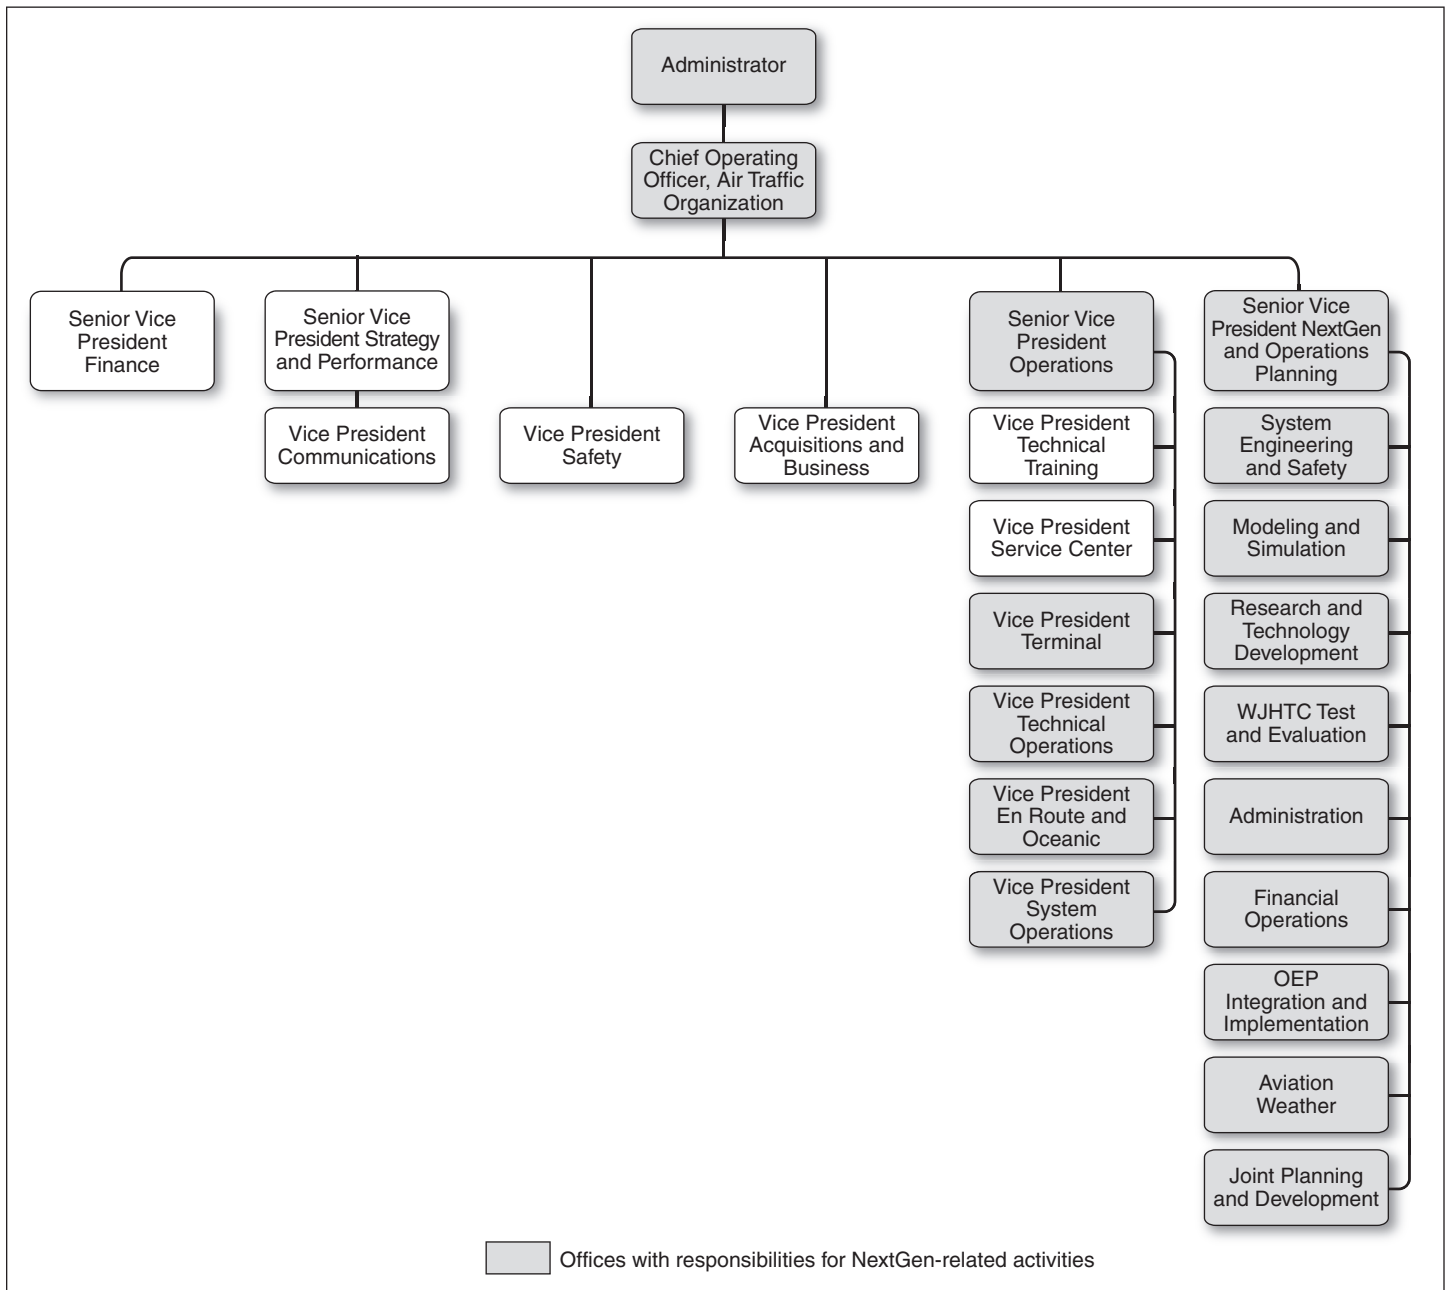 Administrator
Chief Operating
Officer, Air Traffic
Organization
Senior Vice
President
Finance
Senior Vice
President Strategy
and Performance
Vice President
Communications
Vice President
Safety
Vice President
Acquisitions and
Business
Senior Vice
President
Operations
Vice President
Technical
Training
Vice President
Service Center
Vice President
Terminal
Vice President
Technical
Operations
Vice President
En Route and
Oceanic
Vice President
System
Operations
Senior Vice
President NextGen
and Operations
Planning
System
Engineering
and Safety
Modeling and
Simulation
Research and
Technology
Development
WJHTC Test
and Evaluation
Administration
Financial
Operations
OEP
Integration and
Implementation
Aviation
Weather
Joint Planning
and Development
Offices with responsibilities for NextGen-related activities